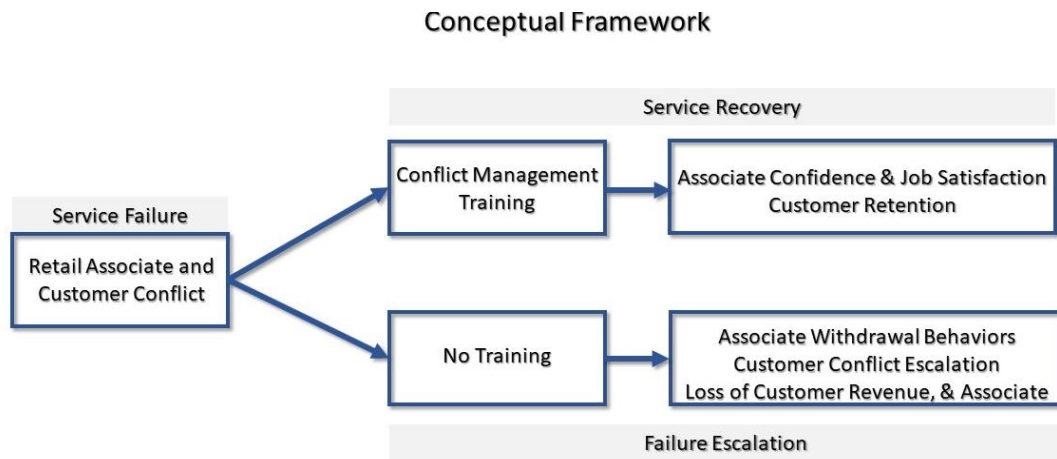 Conceptual Framework
Service Recovery
Conflict Management
Training
Associate Confidence & Job Satisfaction
Customer Retention
Service Failure
Retail Associate and
Customer Conflict
No Training
Associate Withdrawal Behaviors
Customer Conflict Escalation
Loss of Customer Revenue, & Associate
Failure Escalation